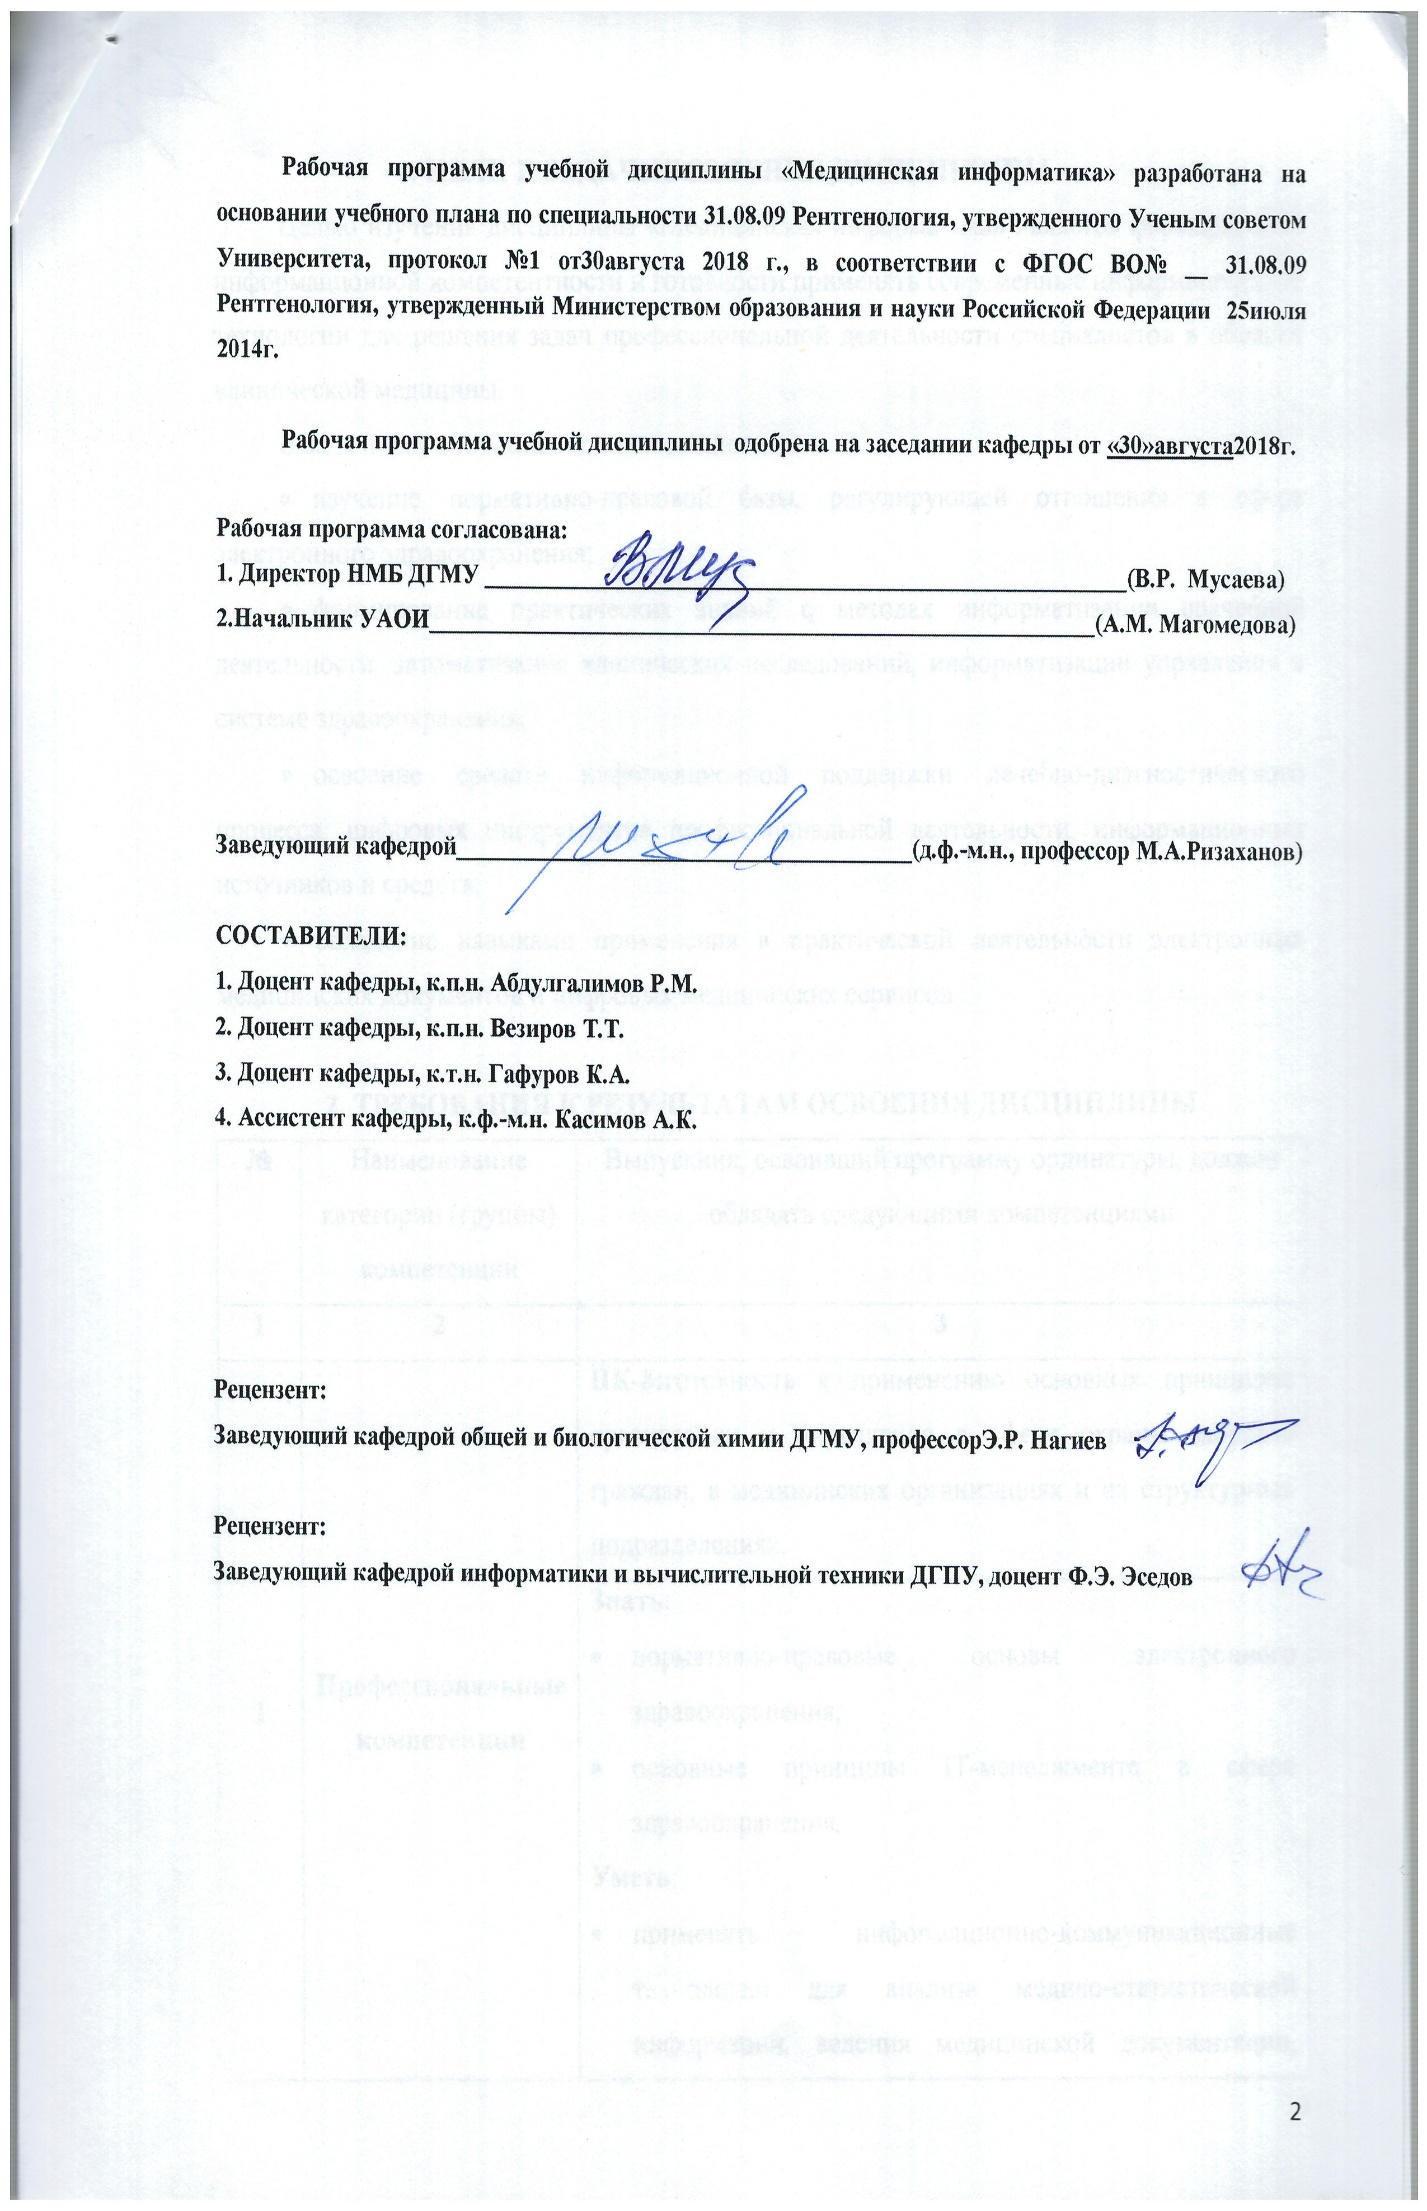 Рабочая программа учебной дисциплины «Медицинская информатика» разработана на
основании учебного плана по специальности 31.08.09 Рентгенология, утвержденного Ученым советом
Университета, протокол №1 от30августа 2018 г., в соответствии с ФГОС ВО№ __ 31.08.09
Рентгенология, утвержденный Министерством образования и науки Российской Федерации 25июля
2014г.
Рабочая программа учебной дисциплины одобрена на заседании кафедры от «30»августа2018г.
Рабочая программа согласована:
1. Директор НМБ ДГМУ ______________________________(В.Р. Мусаева)
2.Начальник УАОИ______________________________(А.М. Магомедова)
Заведующий кафедрой______________________________(д.ф.-м.н., профессор М.А.Ризаханов)
СОСТАВИТЕЛИ:
1. Доцент кафедры, к.п.н. Абдулгалимов Р.М.
2. Доцент кафедры, к.п.н. Везиров Т.Т.
3. Доцент кафедры, к.т.н. Гафуров К.А.
4. Ассистент кафедры, к.ф.-м.н. Касимов А.К.
Рецензент:
Заведующий кафедрой общей и биологической химии ДГМУ, профессорЭ.Р. Нагиев
Рецензент:
Заведующий кафедрой информатики и вычислительной техники ДГПУ, доцент Ф.Э. Эседов
2